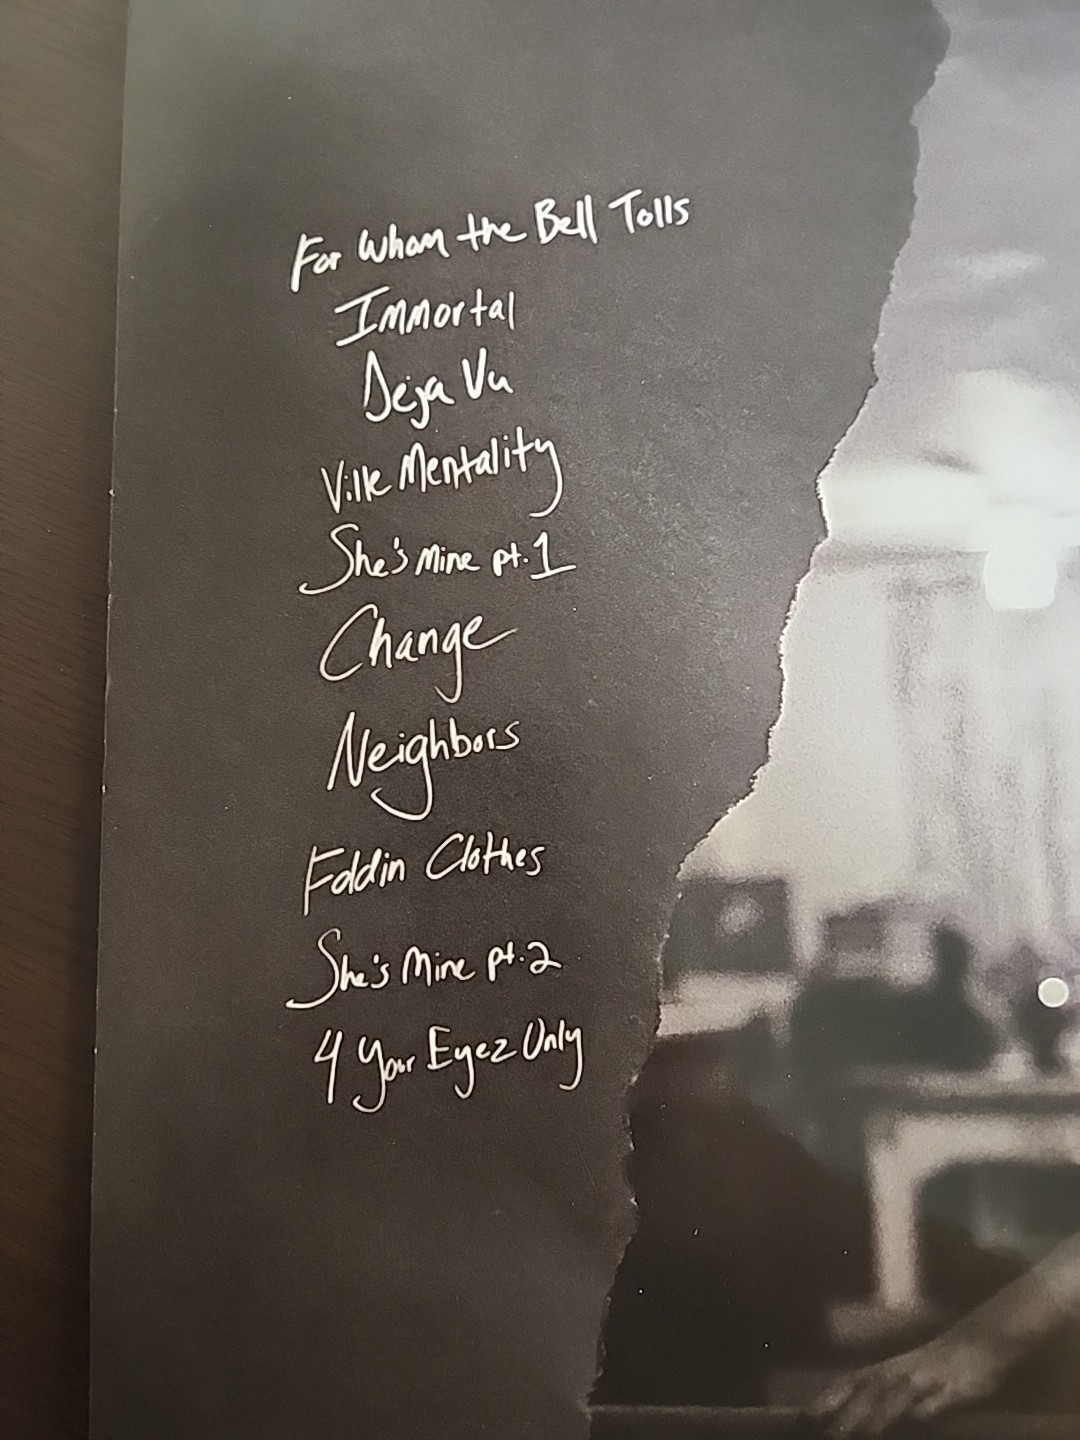 For Whom the Bell Tolls
Immortal
Deja Vu
Ville Mentality
She's Mine pt. 1
Change
Neighbors
Foldin Clothes
She's Mine pt. 2
4 Your Eyez Only